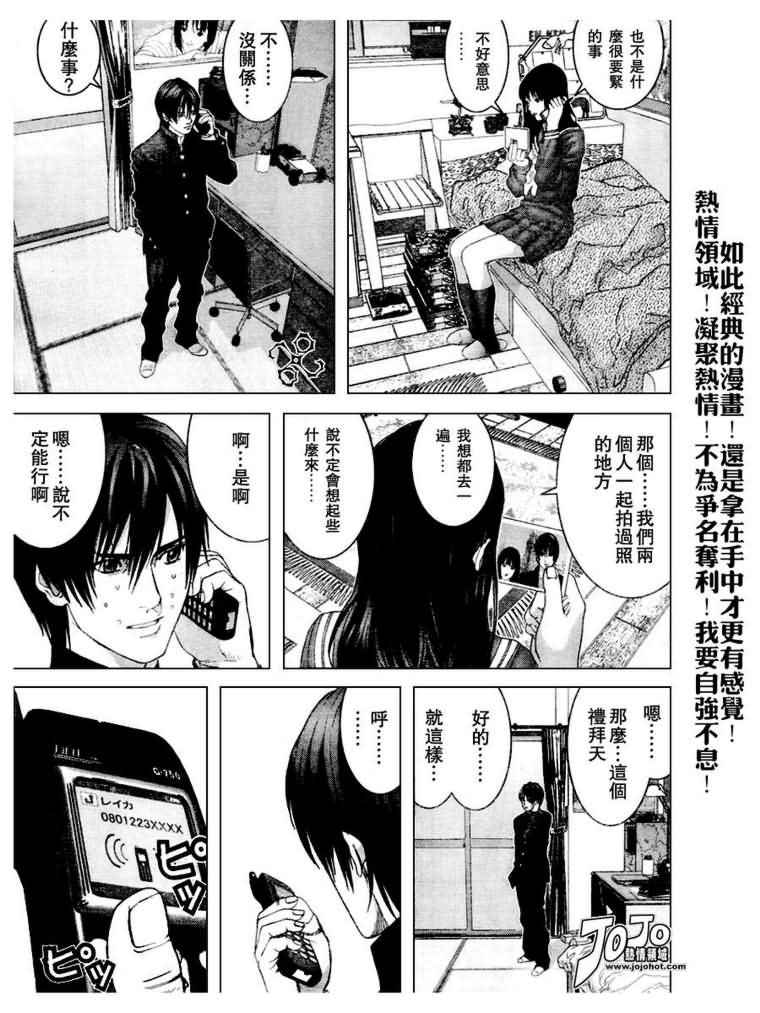 也不是什
麼很要緊
的事
不好意思
……
不……
沒關係…
什麼事？
那個……我們兩
個人一起拍過照
的地方
我想都去一
遍……
說不定會想起些
什麼來……
啊…是啊
嗯……說不
定能行啊
嗯……
那麼…這個
禮拜天
好的……
就這樣…
呼……
……
G-350
J レイカ
0801223XXXX
ピッ
ピッ
如此經典的漫畫！還是拿在手中才更有感覺！
熱情領域！凝聚熱情！不為爭名奪利！我要自強不息！
JOJO
熱情領域
www.jojohot.com